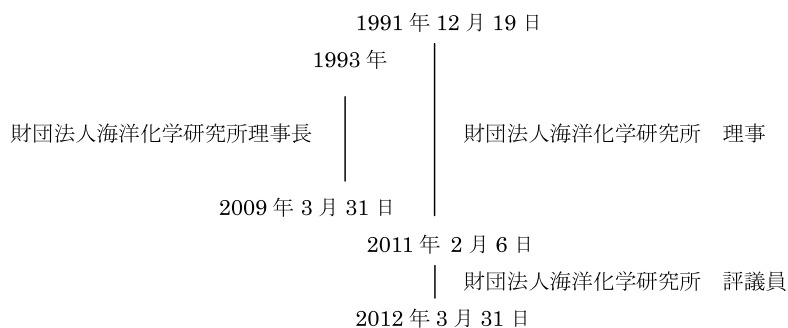 1991 年 12 月 19 日
1993 年
財団法人海洋化学研究所理事長
財団法人海洋化学研究所　理事
2009 年 3 月 31 日
2011 年 2 月 6 日
財団法人海洋化学研究所　評議員
2012 年 3 月 31 日